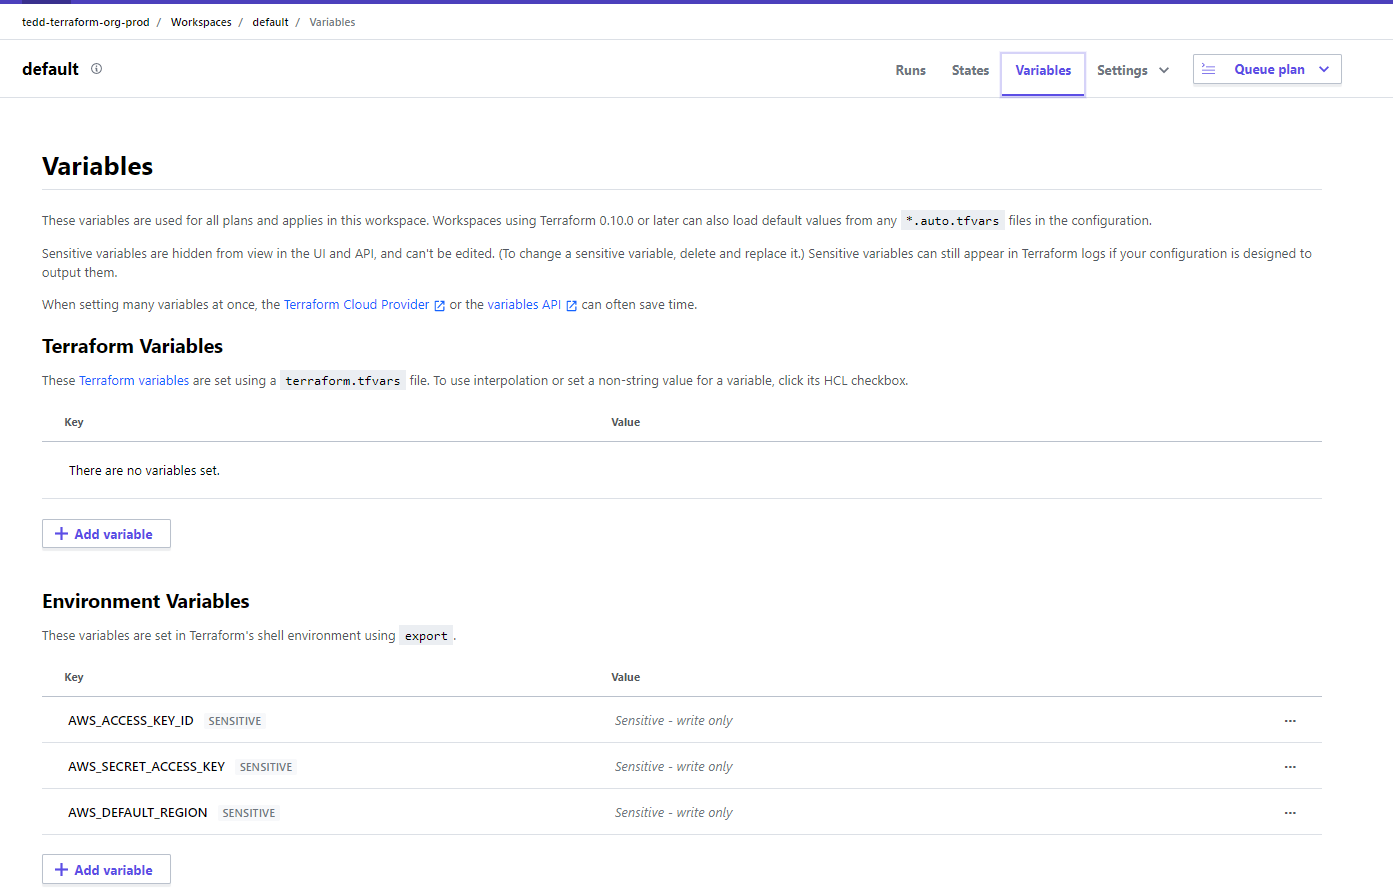 tedd-terraform-org-prod / Workspaces / default / Variables
default
Runs States Variables Settings Queue plan
Variables
These variables are used for all plans and applies in this workspace. Workspaces using Terraform 0.10.0 or later can also load default values from any *.auto.tfvars files in the configuration.
Sensitive variables are hidden from view in the UI and API, and can't be edited. (To change a sensitive variable, delete and replace it.) Sensitive variables can still appear in Terraform logs if your configuration is designed to
output them.
When setting many variables at once, the Terraform Cloud Provider or the variables API can often save time.
Terraform Variables
These Terraform variables are set using a terraform.tfvars file. To use interpolation or set a non-string value for a variable, click its HCL checkbox.
Key Value
There are no variables set.
+ Add variable
Environment Variables
These variables are set in Terraform's shell environment using export.
Key Value
AWS_ACCESS_KEY_ID SENSITIVE Sensitive - write only ...
AWS_SECRET_ACCESS_KEY SENSITIVE Sensitive - write only ...
AWS_DEFAULT_REGION SENSITIVE Sensitive - write only ...
+ Add variable